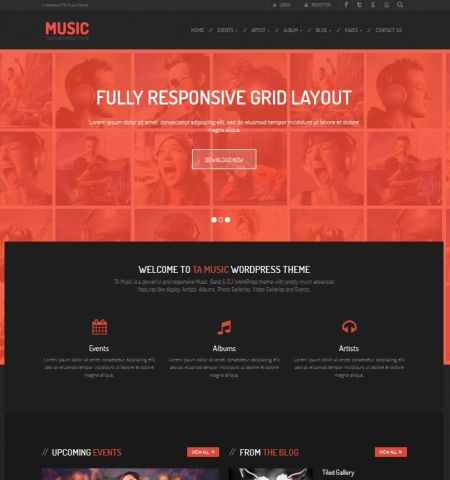 Welcome to TA Music theme!
LOGIN
REGISTER
MUSIC
HOME // EVENTS // ARTIST // ALBUM // BLOG // PAGES // CONTACT US
FULLY RESPONSIVE GRID LAYOUT
Lorem ipsum dolor sit amet, consectetur adipiscing elit, sed do eiusmod tempor incididunt ut labore et dolore
magna aliqua.
DOWNLOAD NOW
WELCOME TO TA MUSIC WORDPRESS THEME
TA Music is a powerful and responsive Music, Band & DJ WordPress theme with pretty much advanced
features like display Artists, Albums, Photo Galleries, Video Galleries and Events.
Events
Albums
Artists
Lorem ipsum dolor sit amet consectetur adipiscing elit
sed do eiusmod tempor incididunt ut labore et dolore
magna aliqua.
Lorem ipsum dolor sit amet consectetur adipiscing elit
sed do eiusmod tempor incididunt ut labore et dolore
magna aliqua.
Lorem ipsum dolor sit amet consectetur adipiscing elit
sed do eiusmod tempor incididunt ut labore et dolore
magna aliqua.
// UPCOMING EVENTS
VIEW ALL »
// FROM THE BLOG
VIEW ALL »
Tiled Gallery